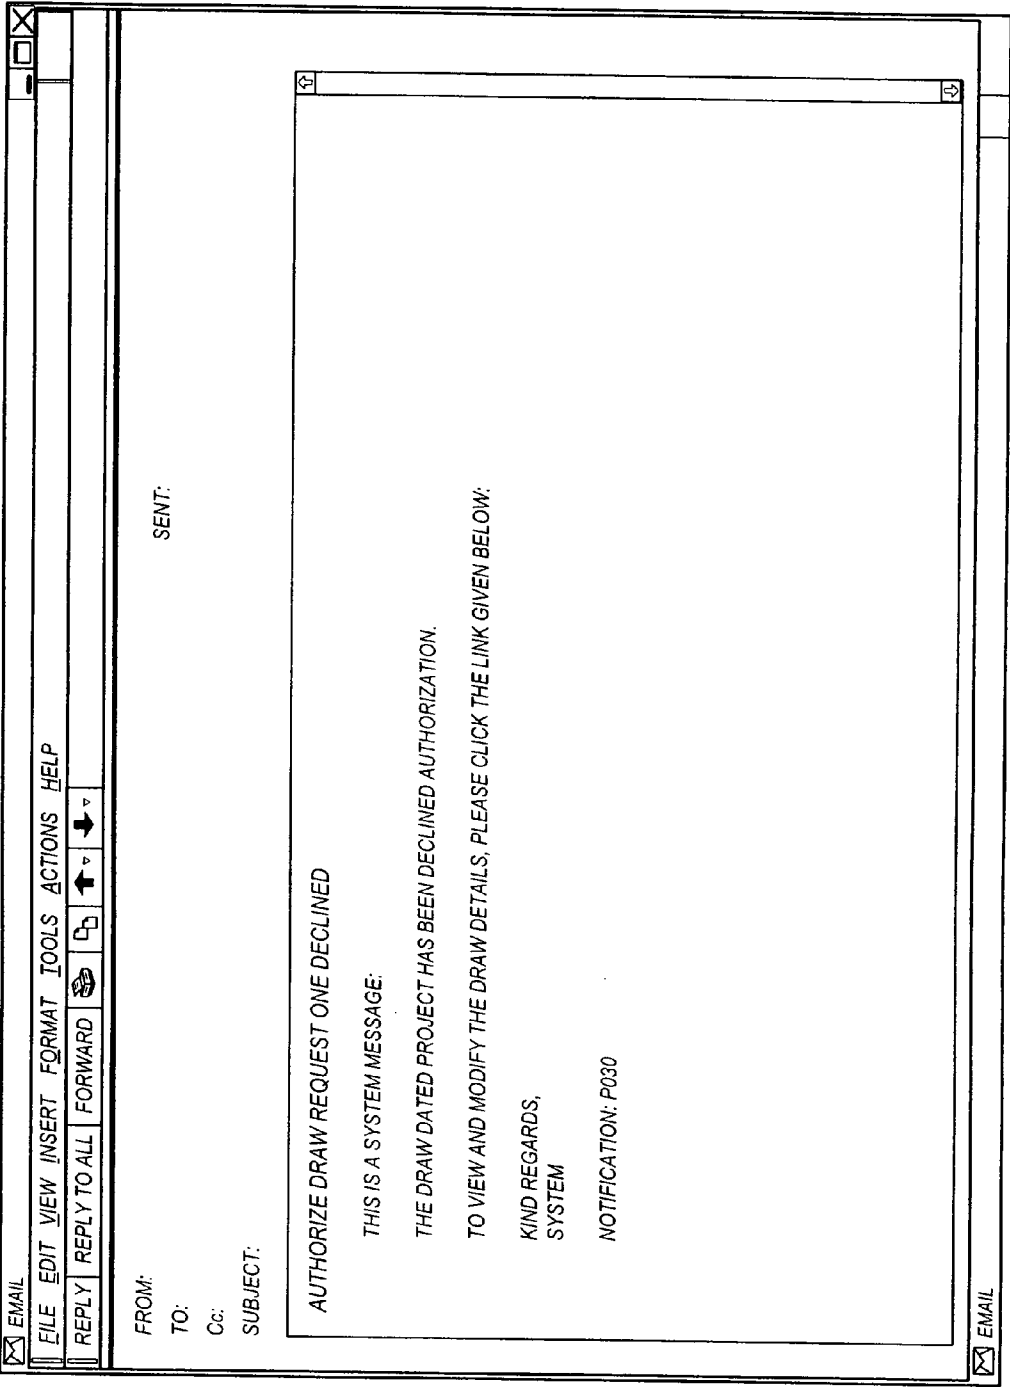 EMAIL
FILE EDIT VIEW INSERT FORMAT TOOLS ACTIONS HELP
REPLY REPLY TO ALL FORWARD
FROM:
SENT:
TO:
Cc:
SUBJECT:
AUTHORIZE DRAW REQUEST ONE DECLINED
THIS IS A SYSTEM MESSAGE:
THE DRAW DATED PROJECT HAS BEEN DECLINED AUTHORIZATION.
TO VIEW AND MODIFY THE DRAW DETAILS, PLEASE CLICK THE LINK GIVEN BELOW:
KIND REGARDS,
SYSTEM
NOTIFICATION: P030
EMAIL